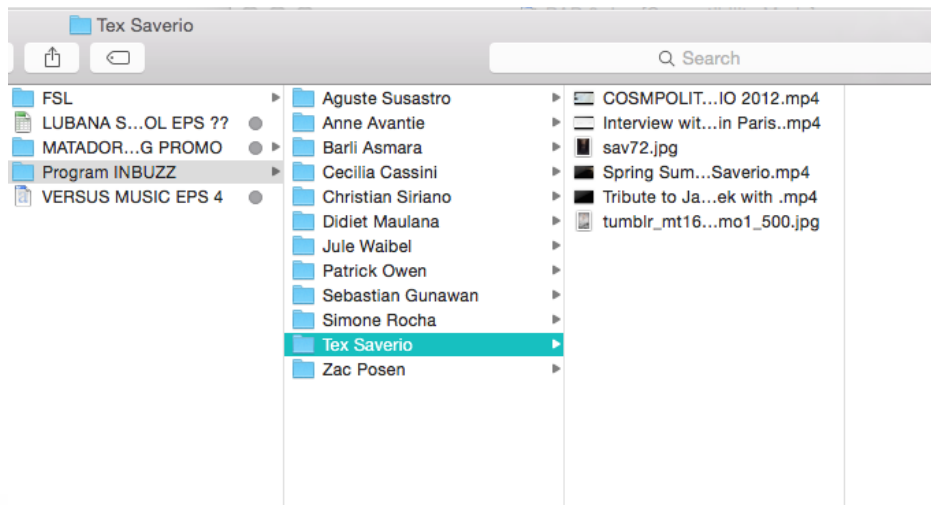 Tex Saverio
Search
FSL
LUBANA S...OL EPS ??
MATADOR...G PROMO
Program INBUZZ
VERSUS MUSIC EPS 4
Aguste Susastro
Anne Avantie
Barli Asmara
Cecilia Cassini
Christian Siriano
Didiet Maulana
Jule Waibel
Patrick Owen
Sebastian Gunawan
Simone Rocha
Tex Saverio
Zac Posen
COSMPOLIT...IO 2012.mp4
Interview wit...in Paris..mp4
sav72.jpg
Spring Sum...Saverio.mp4
Tribute to Ja...ek with .mp4
tumblr_mt16...mo1_500.jpg